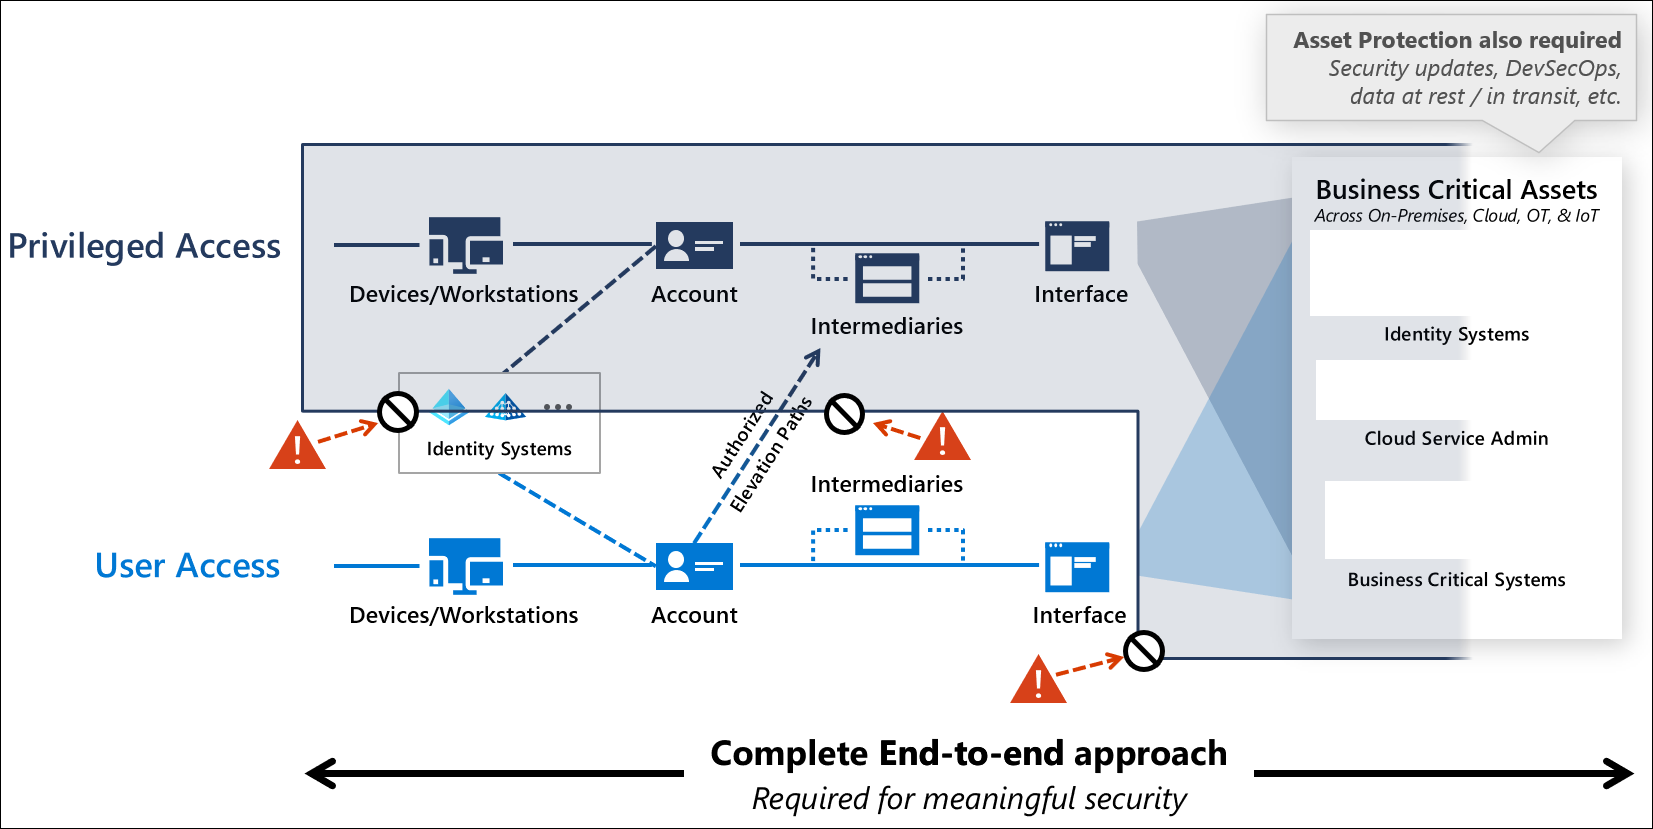 Asset Protection also required
Security updates, DevSecOps,
data at rest / in transit, etc.
Business Critical Assets
Across On-Premises, Cloud, OT, & IoT
Privileged Access
Devices/Workstations
Account
Intermediaries
Interface
Identity Systems
Cloud Service Admin
Business Critical Systems
Identity Systems
Authorized
Elevation Paths
User Access
Devices/Workstations
Account
Intermediaries
Interface
Complete End-to-end approach
Required for meaningful security